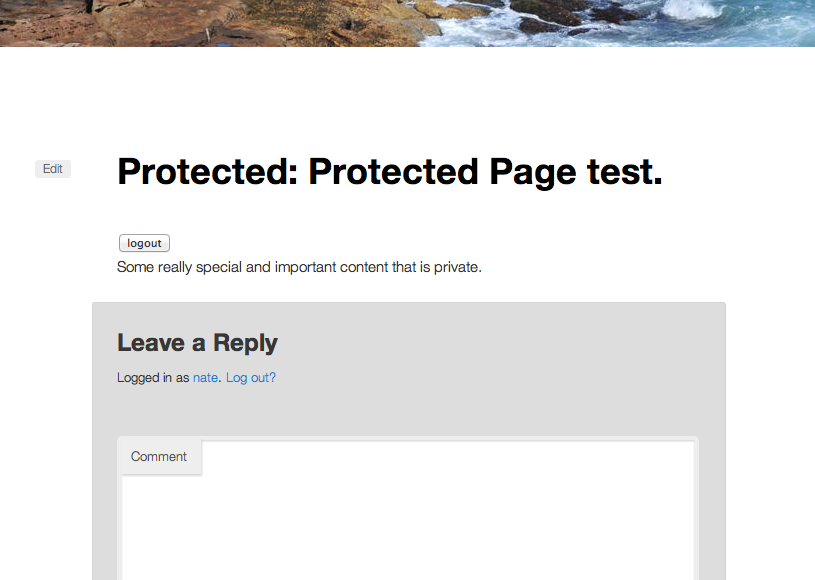 Edit
Protected: Protected Page test.
logout
Some really special and important content that is private.
Leave a Reply
Logged in as nate. Log out?
Comment